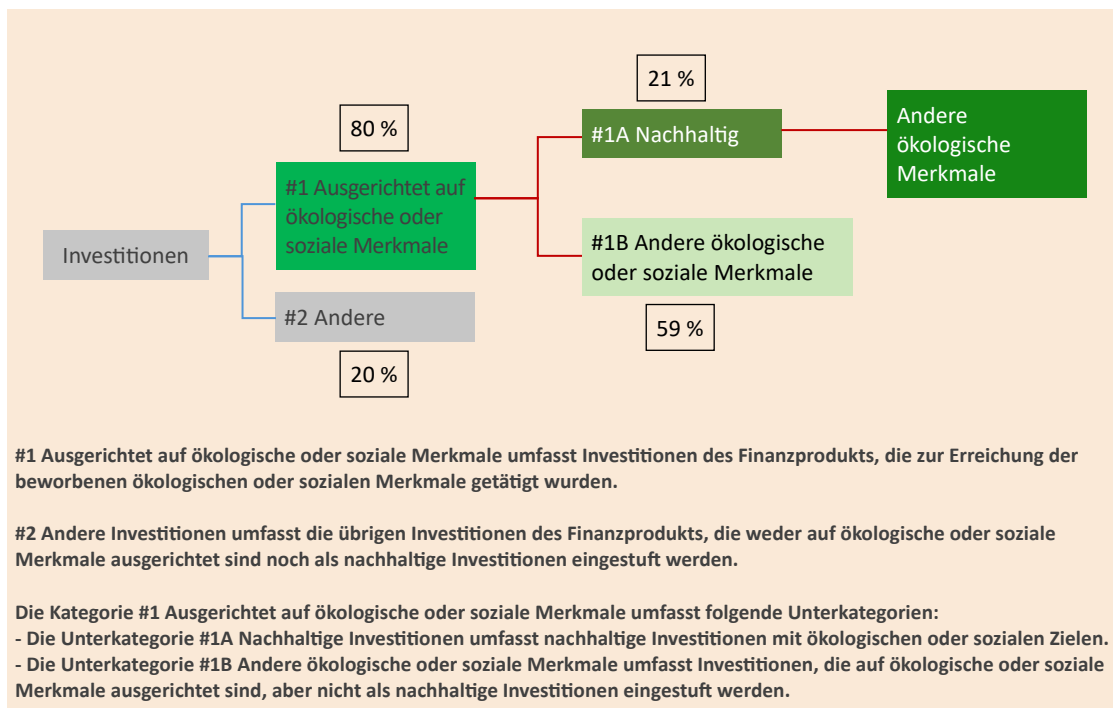 21 %
80 %
#1A Nachhaltig
Andere
ökologische
Merkmale
#1 Ausgerichtet auf
ökologische oder
soziale Merkmale
#1B Andere ökologische
oder soziale Merkmale
Investitionen
#2 Andere
59 %
20 %
#1 Ausgerichtet auf ökologische oder soziale Merkmale umfasst Investitionen des Finanzprodukts, die zur Erreichung der
beworbenen ökologischen oder sozialen Merkmale getätigt wurden.
#2 Andere Investitionen umfasst die übrigen Investitionen des Finanzprodukts, die weder auf ökologische oder soziale
Merkmale ausgerichtet sind noch als nachhaltige Investitionen eingestuft werden.
Die Kategorie #1 Ausgerichtet auf ökologische oder soziale Merkmale umfasst folgende Unterkategorien:
- Die Unterkategorie #1A Nachhaltige Investitionen umfasst nachhaltige Investitionen mit ökologischen oder sozialen Zielen.
- Die Unterkategorie #1B Andere ökologische oder soziale Merkmale umfasst Investitionen, die auf ökologische oder soziale
Merkmale ausgerichtet sind, aber nicht als nachhaltige Investitionen eingestuft werden.